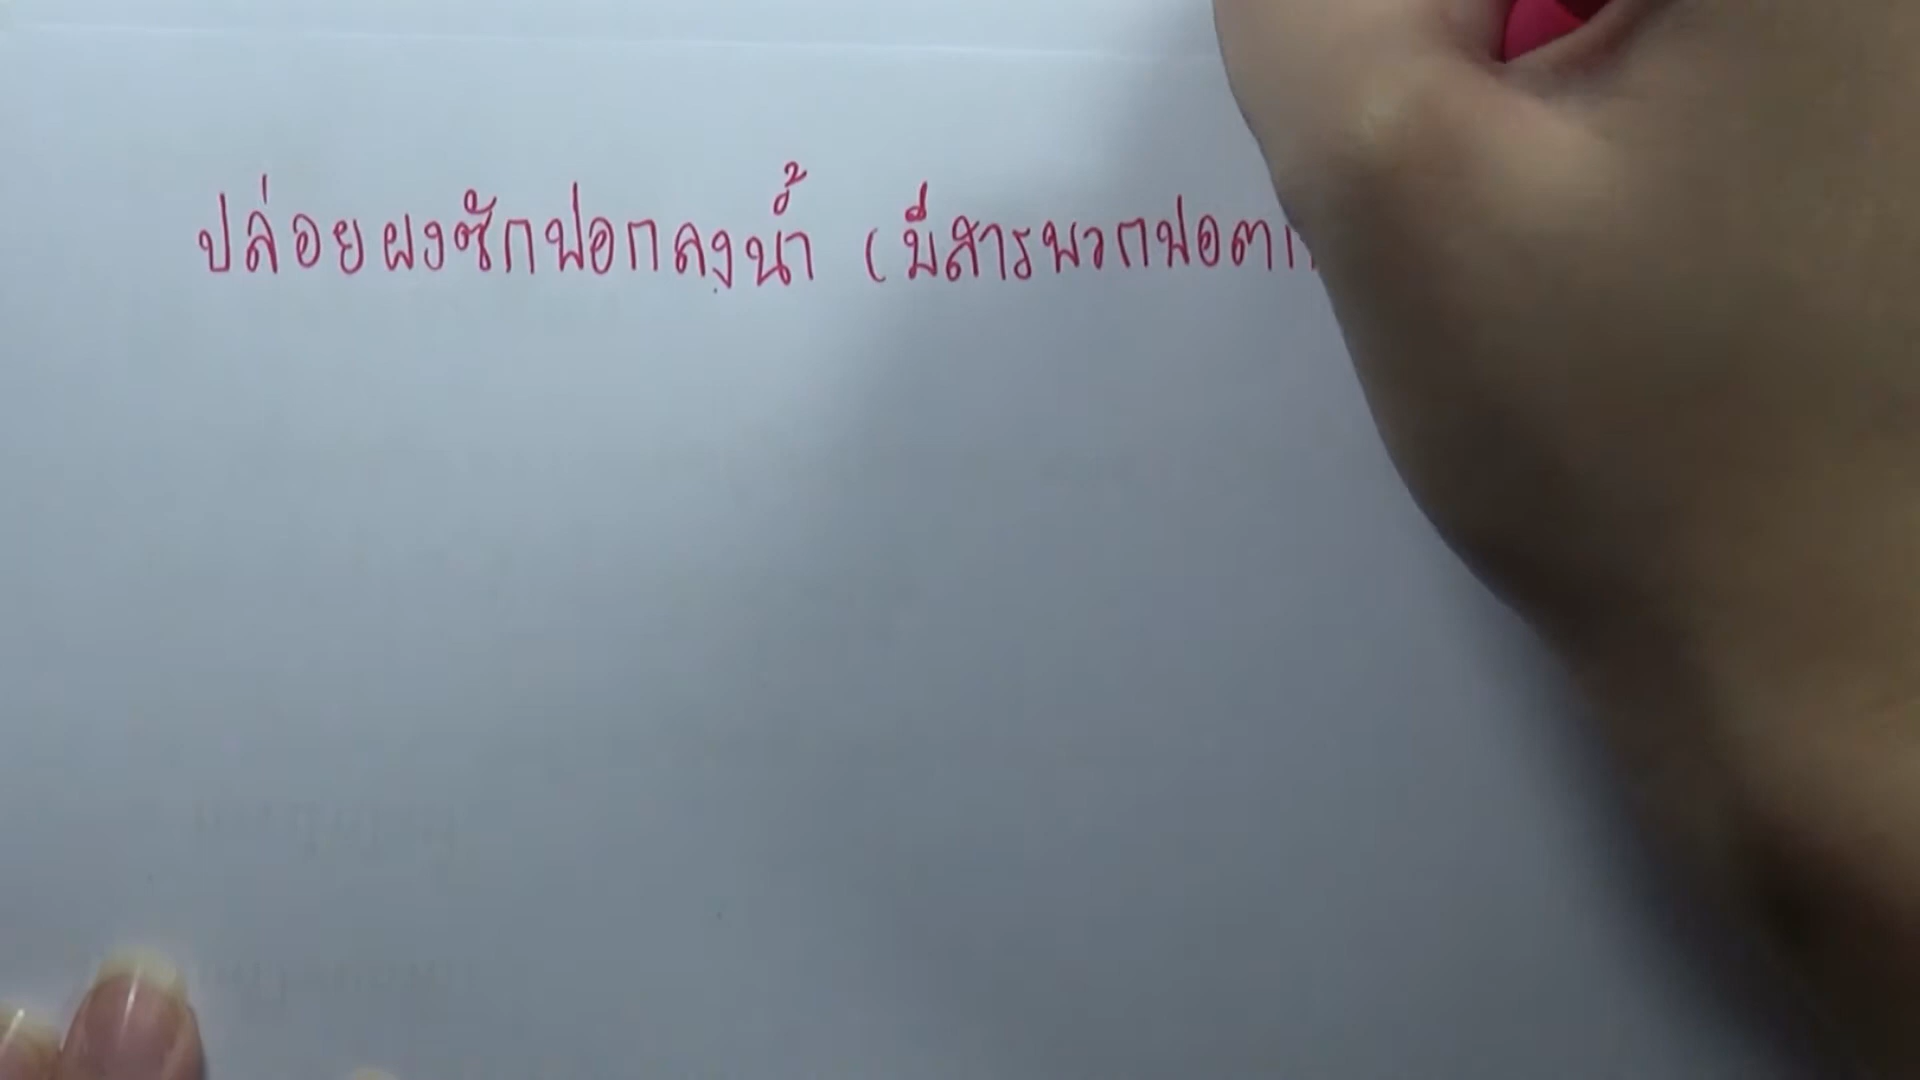 ปล่อยผงซักฟอกลงน้ำ (มีสารพวกฟอต